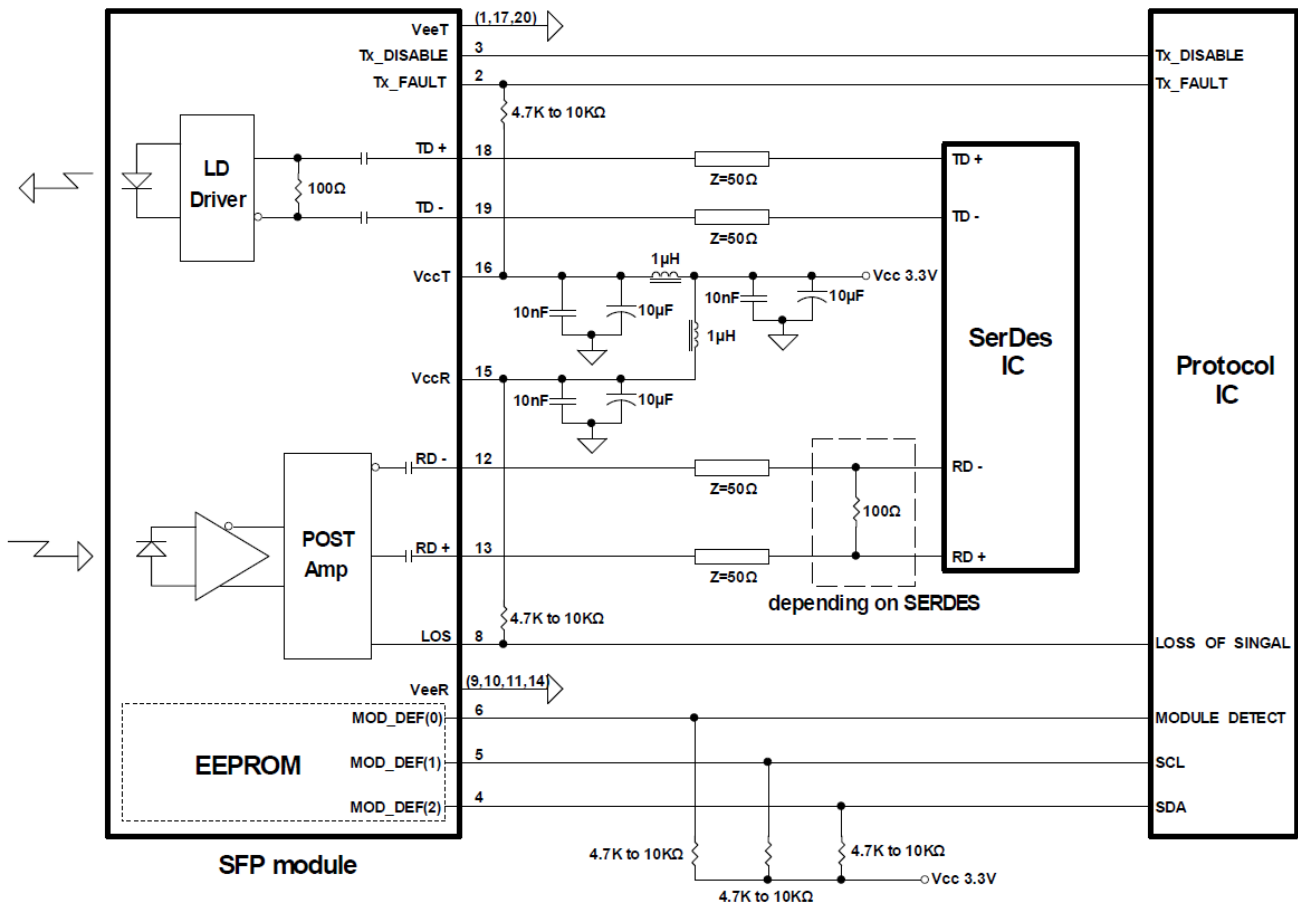 VeeT
(1,17,20)
Tx_DISABLE
3
Tx_DISABLE
Tx_FAULT
2
Tx_FAULT
4.7K to 10KΩ
LD
Driver
100Ω
TD +
18
Z=50Ω
TD +
TD -
19
Z=50Ω
TD -
VccT
16
1µH
Vcc 3.3V
10nF
10µF
10nF
10µF
1µH
SerDes
IC
Protocol
IC
VccR
15
10nF
10µF
RD -
12
Z=50Ω
RD -
100Ω
POST
Amp
RD +
13
Z=50Ω
RD +
depending on SERDES
4.7K to 10KΩ
LOS
8
LOSS OF SINGAL
VeeR
(9,10,11,14)
MOD_DEF(0)
6
MODULE DETECT
EEPROM
MOD_DEF(1)
5
SCL
MOD_DEF(2)
4
SDA
SFP module
4.7K to 10KΩ
4.7K to 10KΩ
4.7K to 10KΩ
Vcc 3.3V